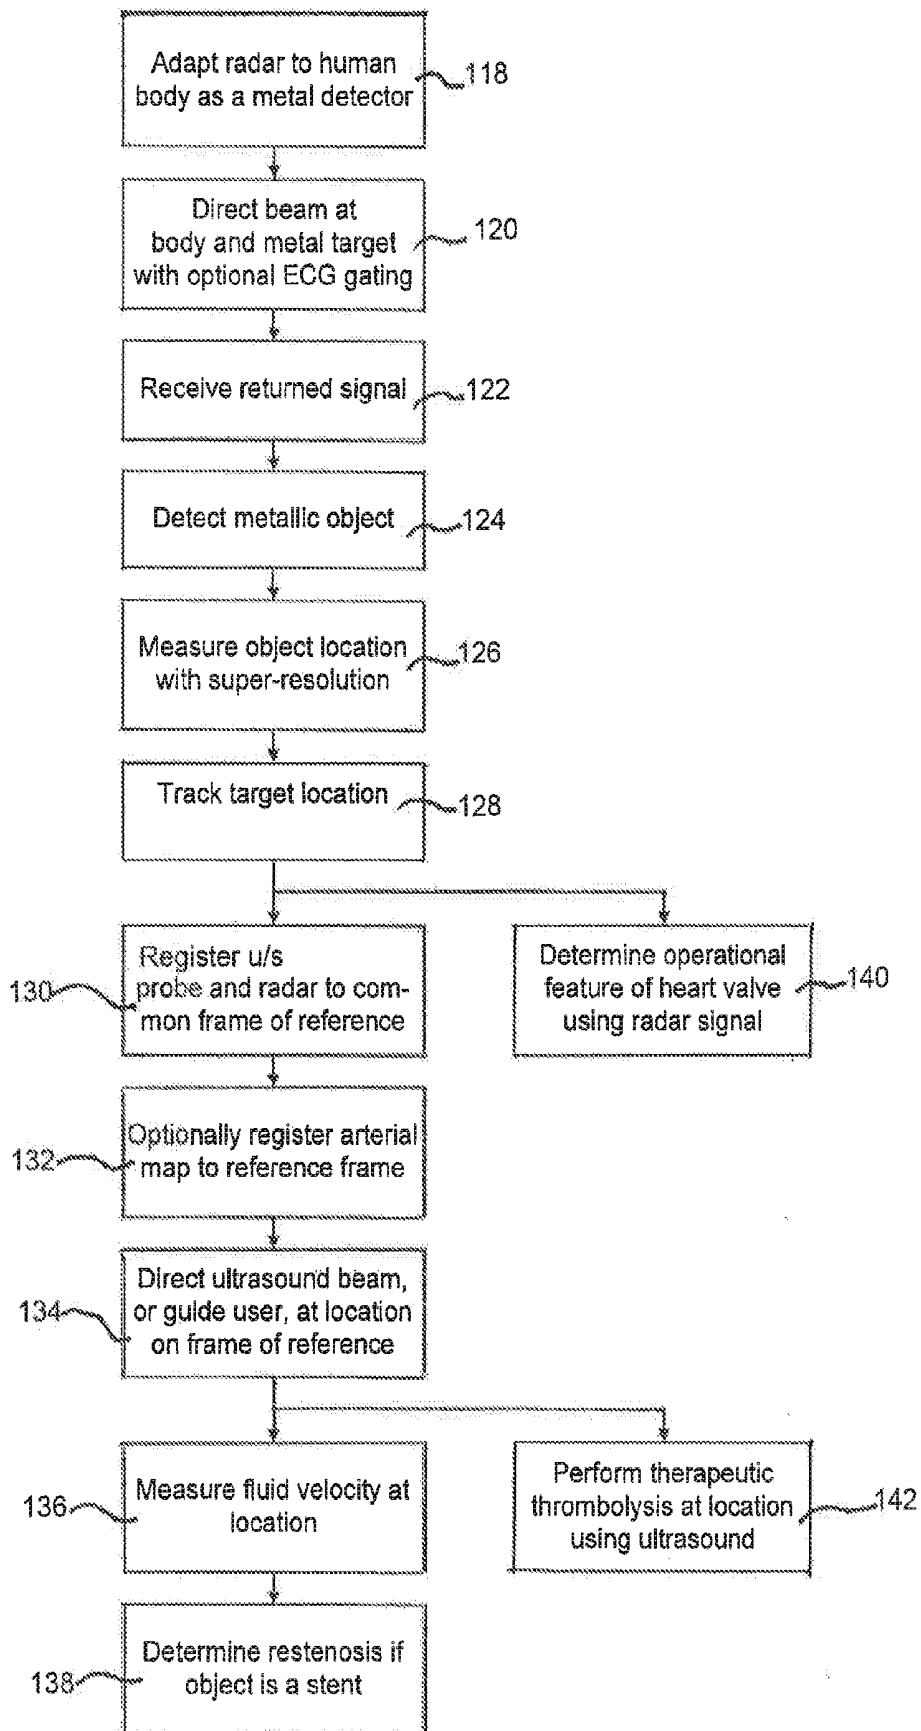 Adapt radar to human
body as a metal detector
118
Direct beam at
body and metal target
with optional ECG gating
120
Receive returned signal
122
Detect metallic object
124
Measure object location
with super-resolution
126
Track target location
128
Register u/s
probe and radar to com-
mon frame of reference
130
Determine operational
feature of heart valve
using radar signal
140
Optionally register arterial
map to reference frame
132
Direct ultrasound beam,
or guide user, at location
on frame of reference
134
Measure fluid velocity at
location
136
Perform therapeutic
thrombolysis at location
using ultrasound
142
Determine restenosis if
object is a stent
138